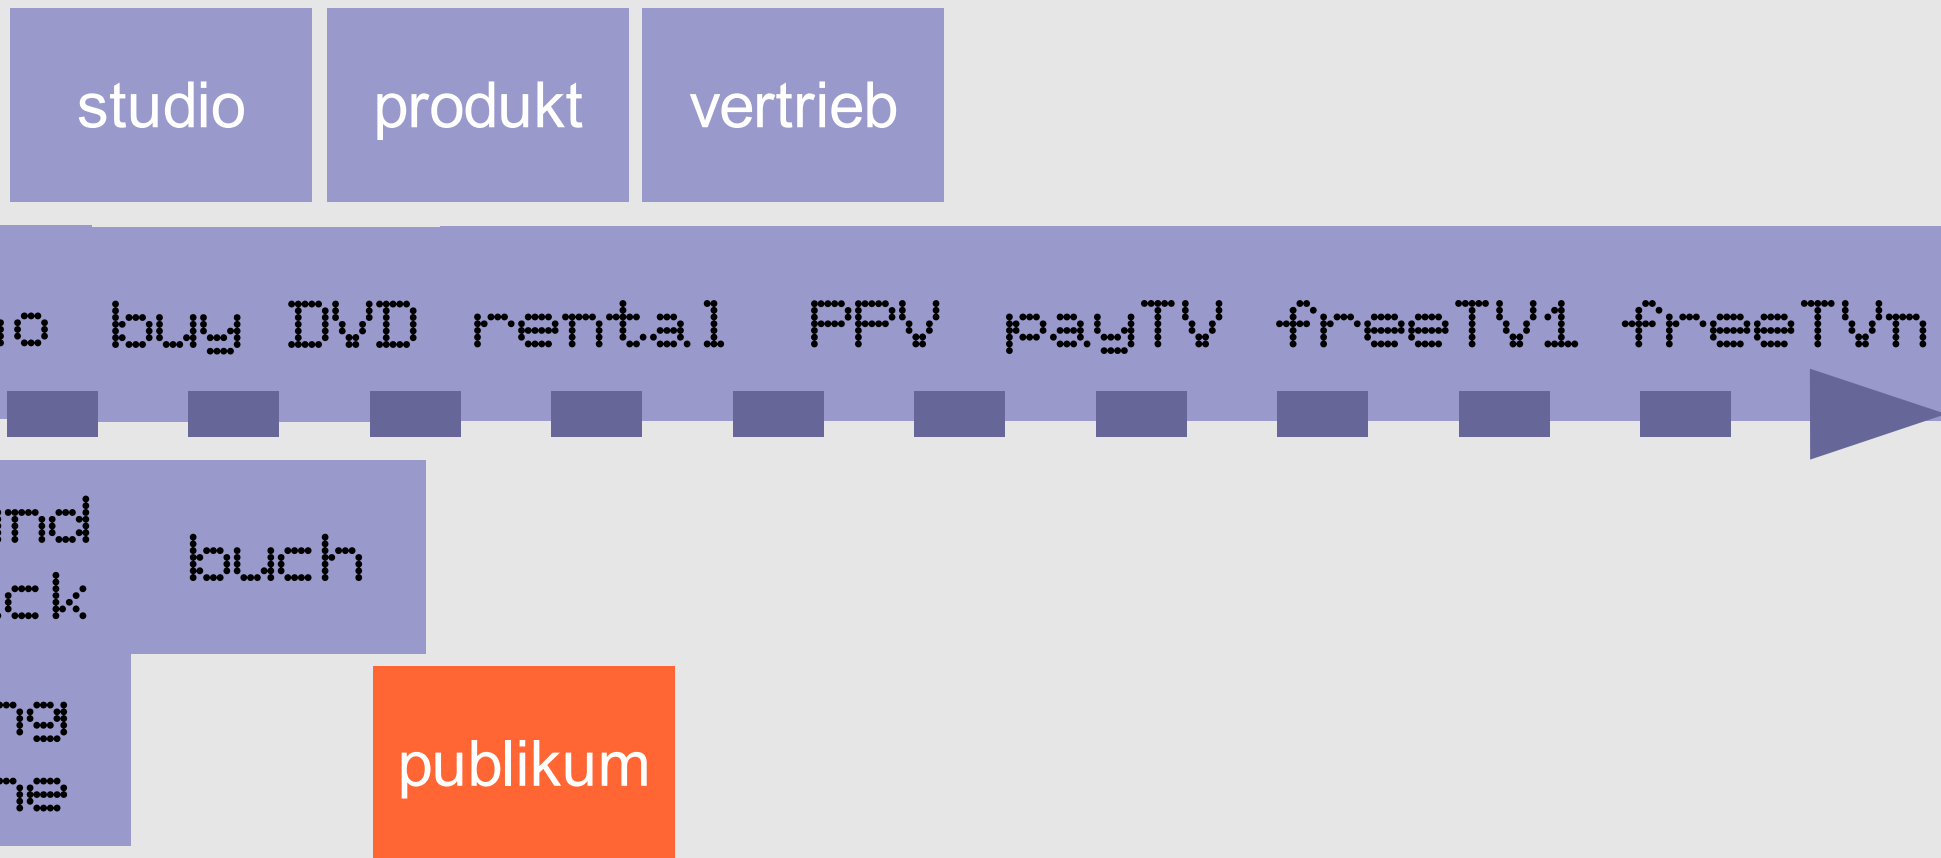 studio produkt vertrieb
buy DVD rental PPV payTV freeTV1 freeTVn
buch
publikum